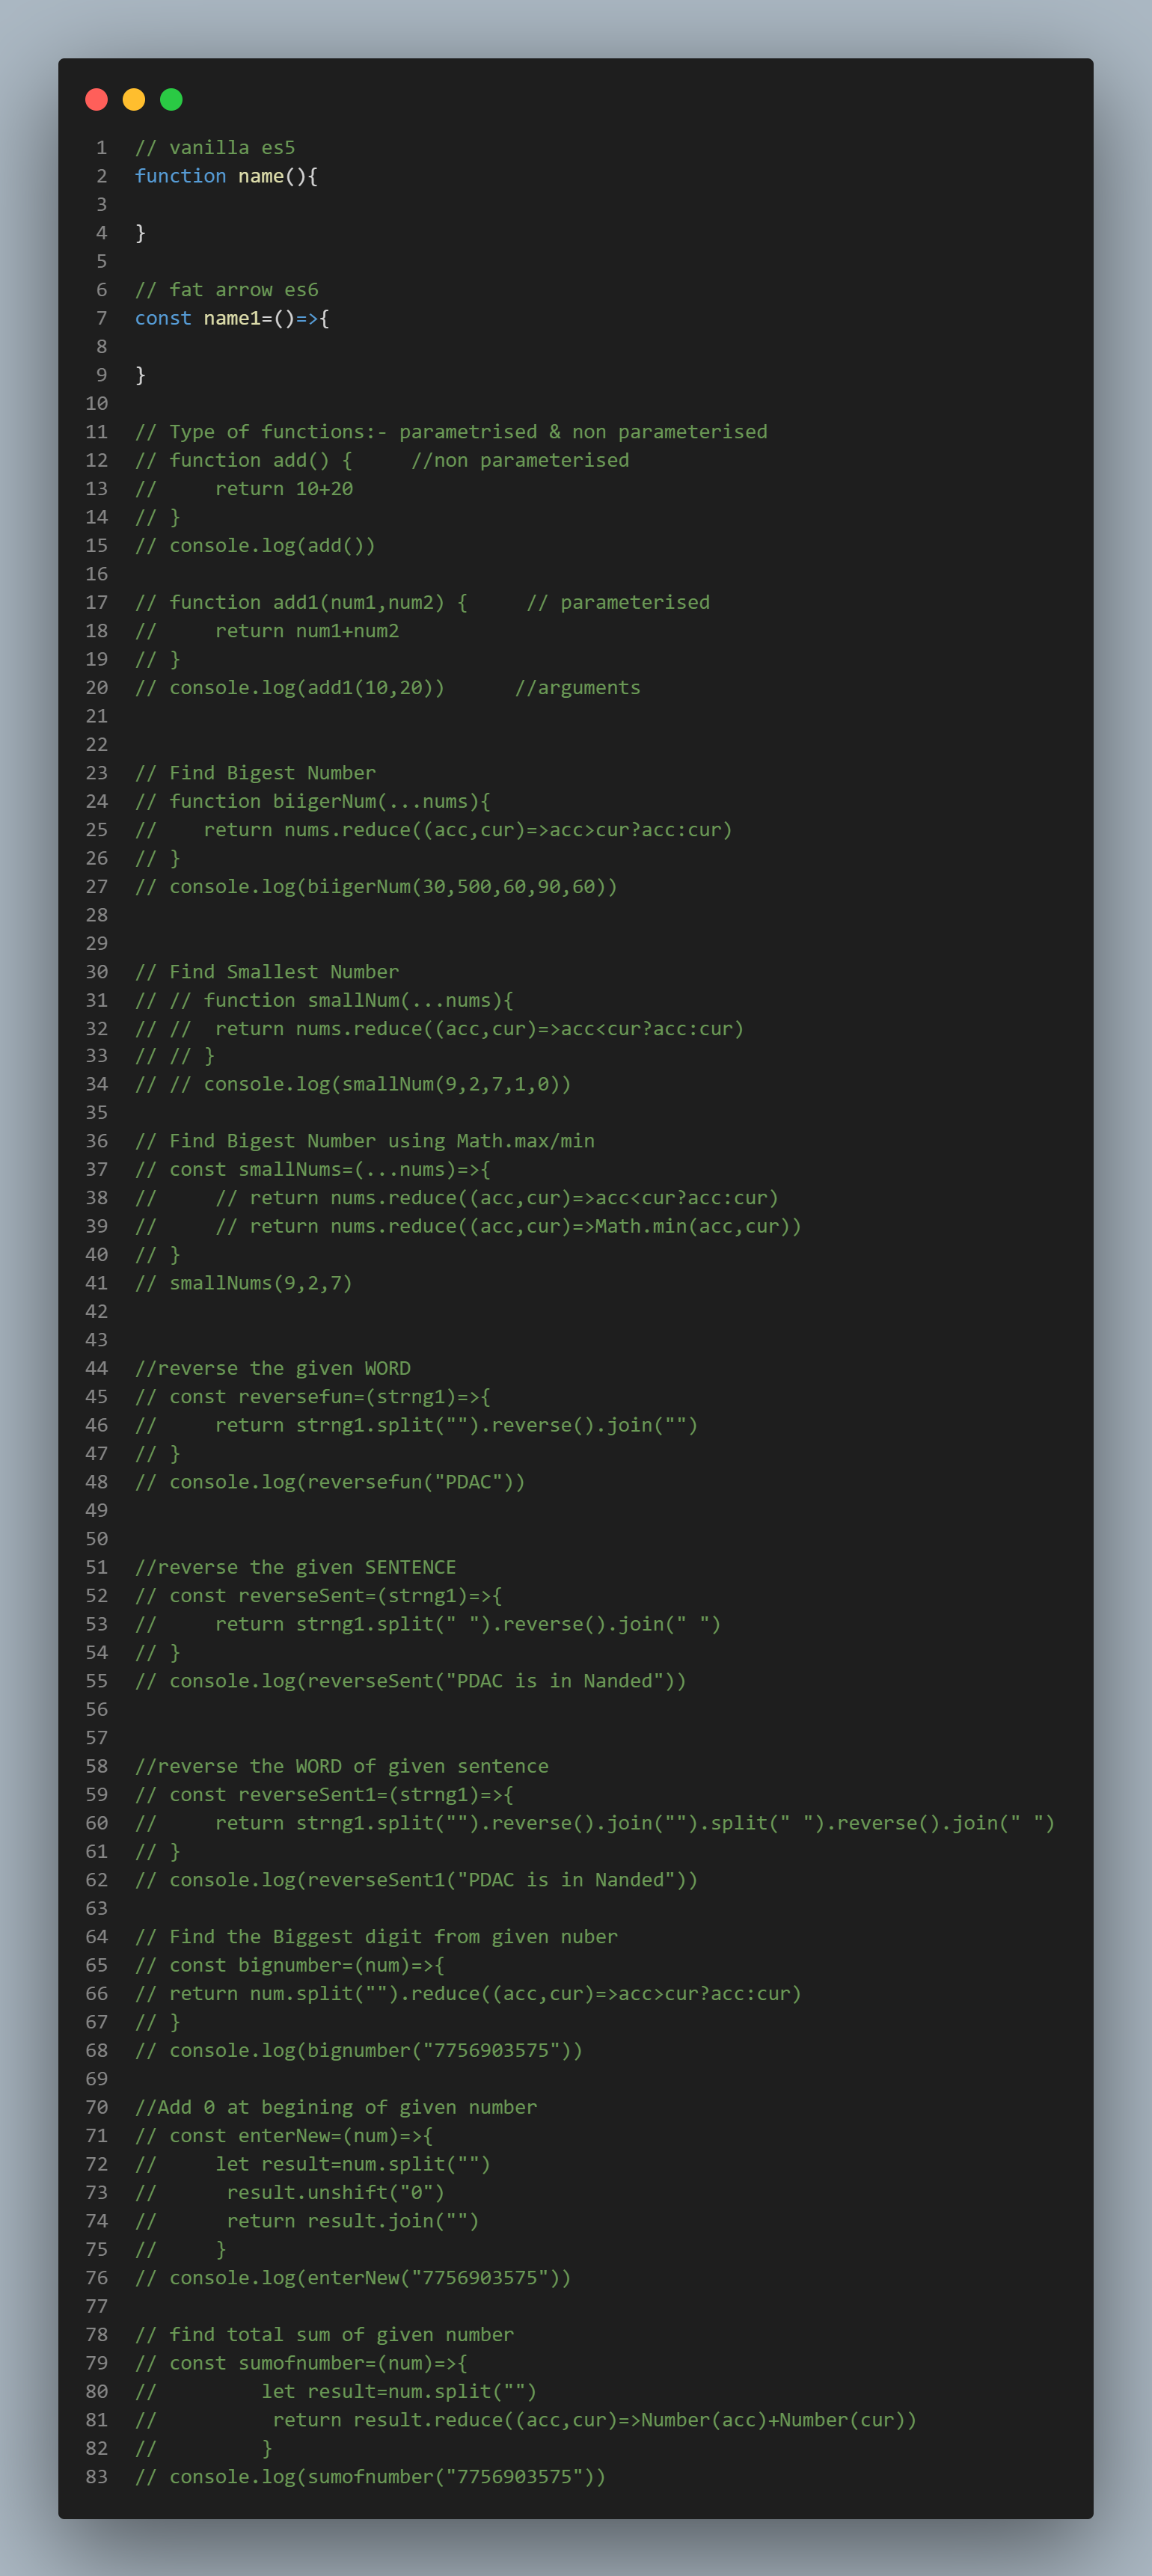 1 // vanilla es5
2 function name(){
3
4 }
5
6 // fat arrow es6
7 const name1=()=>{
8
9 }
10
11 // Type of functions:- parametrised & non parameterised
12 // function add() {     //non parameterised
13 //     return 10+20
14 // }
15 // console.log(add())
16
17 // function add1(num1,num2) {     // parameterised
18 //     return num1+num2
19 // }
20 // console.log(add1(10,20))      //arguments
21
22
23 // Find Bigest Number
24 // function biigerNum(...nums){
25 //    return nums.reduce((acc,cur)=>acc>cur?acc:cur)
26 // }
27 // console.log(biigerNum(30,500,60,90,60))
28
29
30 // Find Smallest Number
31 // // function smallNum(...nums){
32 // //  return nums.reduce((acc,cur)=>acc<cur?acc:cur)
33 // // }
34 // // console.log(smallNum(9,2,7,1,0))
35
36 // Find Bigest Number using Math.max/min
37 // const smallNums=(...nums)=>{
38 //     // return nums.reduce((acc,cur)=>acc<cur?acc:cur)
39 //     // return nums.reduce((acc,cur)=>Math.min(acc,cur))
40 // }
41 // smallNums(9,2,7)
42
43
44 //reverse the given WORD
45 // const reversefun=(strng1)=>{
46 //     return strng1.split("").reverse().join("")
47 // }
48 // console.log(reversefun("PDAC"))
49
50
51 //reverse the given SENTENCE
52 // const reverseSent=(strng1)=>{
53 //     return strng1.split(" ").reverse().join(" ")
54 // }
55 // console.log(reverseSent("PDAC is in Nanded"))
56
57
58 //reverse the WORD of given sentence
59 // const reverseSent1=(strng1)=>{
60 //     return strng1.split("").reverse().join("").split(" ").reverse().join(" ")
61 // }
62 // console.log(reverseSent1("PDAC is in Nanded"))
63
64 // Find the Biggest digit from given nuber
65 // const bignumber=(num)=>{
66 // return num.split("").reduce((acc,cur)=>acc>cur?acc:cur)
67 // }
68 // console.log(bignumber("7756903575"))
69
70 //Add 0 at begining of given number
71 // const enterNew=(num)=>{
72 //     let result=num.split("")
73 //      result.unshift("0")
74 //      return result.join("")
75 //     }
76 // console.log(enterNew("7756903575"))
77
78 // find total sum of given number
79 // const sumofnumber=(num)=>{
80 //         let result=num.split("")
81 //          return result.reduce((acc,cur)=>Number(acc)+Number(cur))
82 //         }
83 // console.log(sumofnumber("7756903575"))